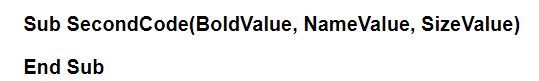 Sub SecondCode(BoldValue, NameValue, SizeValue)
End Sub